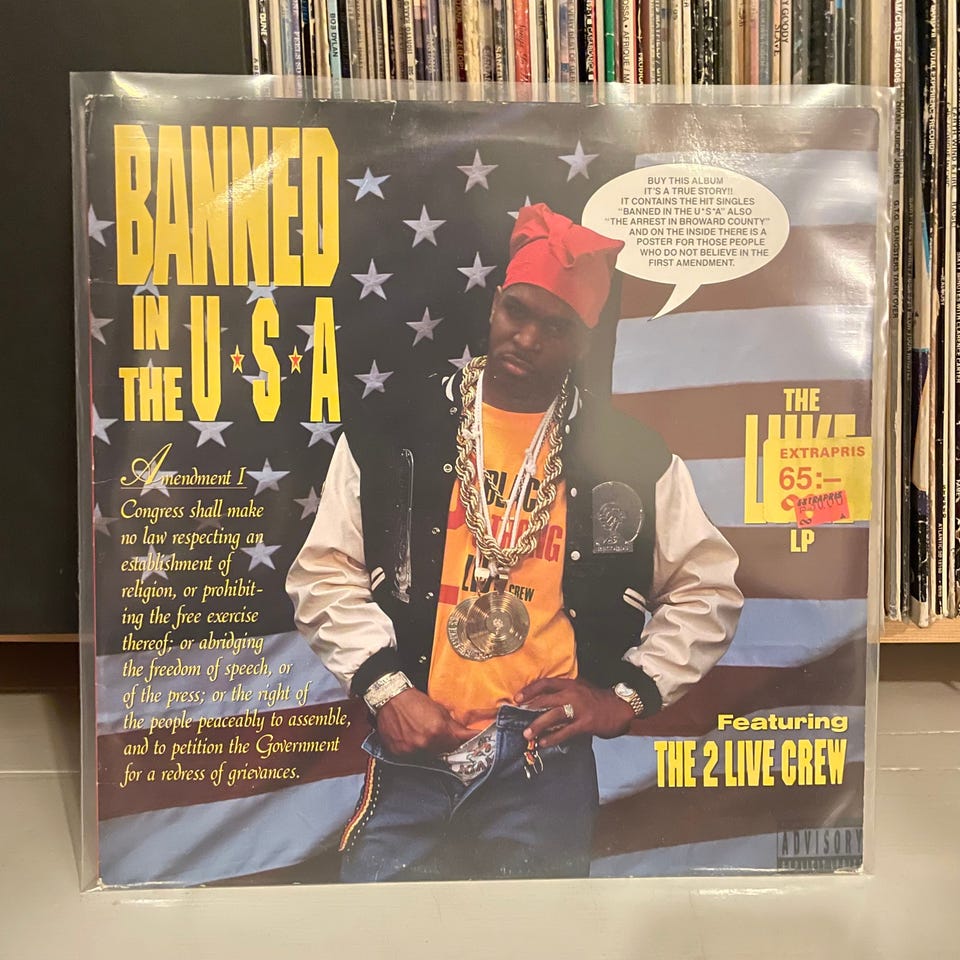 BANNED
IN
THE U★S★A
Amendment I
Congress shall make
no law respecting an
establishment of
religion, or prohibit-
ing the free exercise
thereof; or abridging
the freedom of speech, or
of the press; or the right of
the people peaceably to assemble,
and to petition the Government
for a redress of grievances.
BUY THIS ALBUM
IT'S A TRUE STORY!!
IT CONTAINS THE HIT SINGLES
"BANNED IN THE U*S*A" ALSO
"THE ARREST IN BROWARD COUNTY"
AND ON THE INSIDE THERE IS A
POSTER FOR THOSE PEOPLE
WHO DO NOT BELIEVE IN THE
FIRST AMENDMENT.
THE
LUKE
EXTRAPRIS
65:–
EXTRAPRIS
LP
CREW
Featuring
THE 2 LIVE CREW
ADVISORY
BOB DYLAN